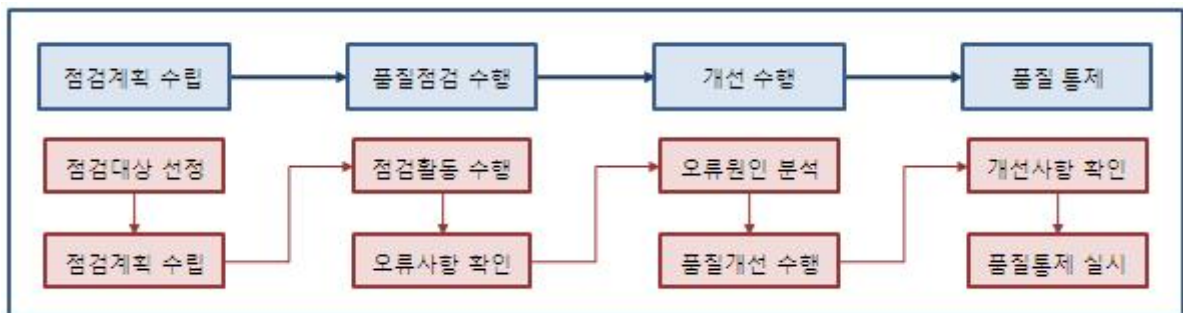 점검계획 수립
품질점검 수행
개선 수행
품질 통제
점검대상 선정
점검활동 수행
오류원인 분석
개선사항 확인
점검계획 수립
오류사항 확인
품질개선 수행
품질통제 실시